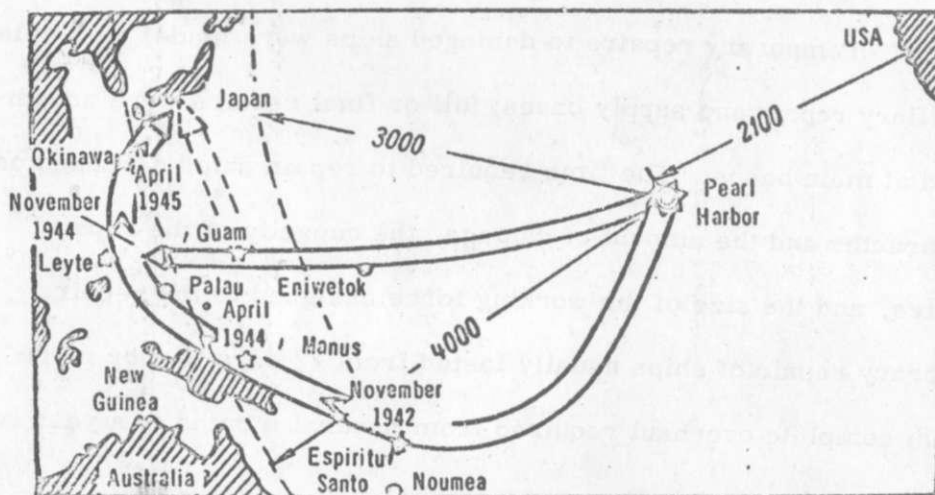 USA
Japan
3000
2100
Okinawa
April
1945
Pearl
Harbor
November
1944
Guam
Leyte
Palau
Eniwetok
April
1944
Manus
4000
New
Guinea
November
1942
Espiritu
Santo
Noumea
Australia